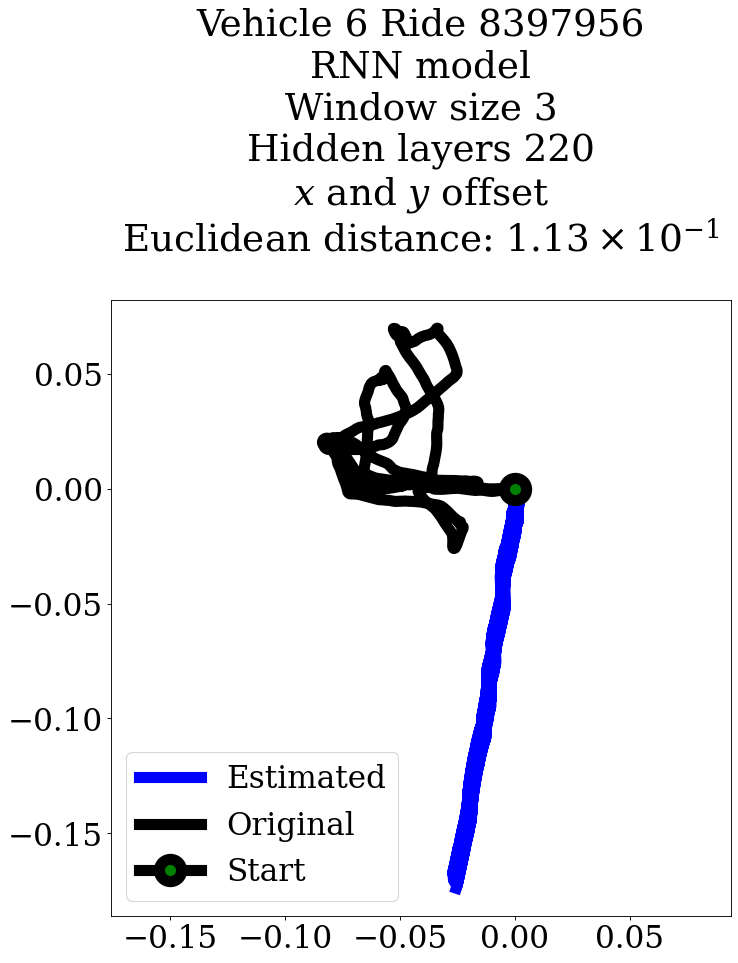 Vehicle 6 Ride 8397956
RNN model
Window size 3
Hidden layers 220
x and y offset
Euclidean distance: 1.13 × 10⁻¹
0.05
0.00
−0.05
−0.10
−0.15
Estimated
Original
Start
−0.15 −0.10 −0.05 0.00 0.05